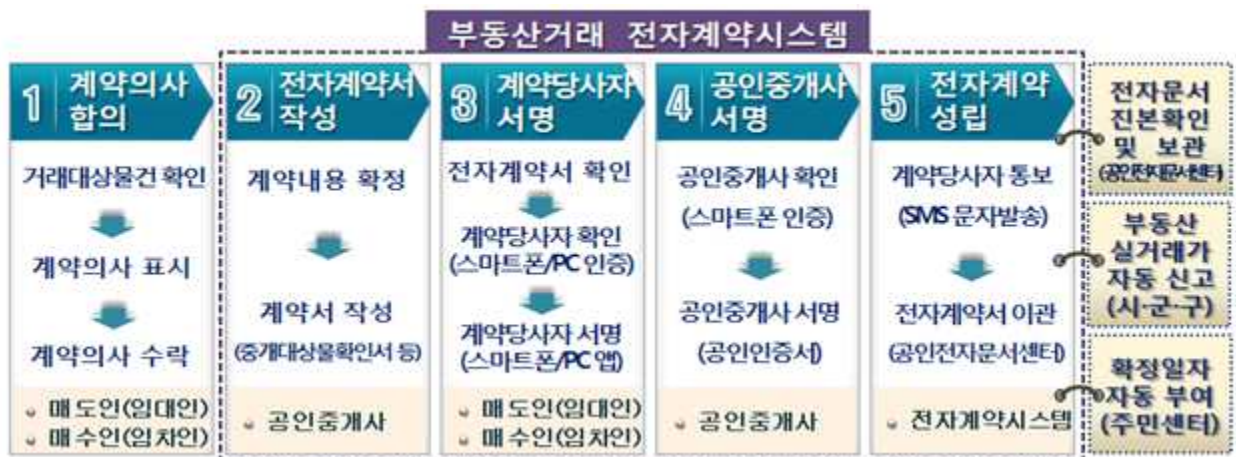 부동산거래 전자계약시스템
1 계약의사
합의
거래대상물건 확인
계약의사 표시
계약의사 수락
매도인(임대인)
매수인(임차인)
2 전자계약서
작성
계약내용 확정
계약서 작성
(중개대상물확인서 등)
공인중개사
3 계약당사자
서명
전자계약서 확인
계약당사자 확인
(스마트폰/PC 인증)
계약당사자 서명
(스마트폰/PC 앱)
매도인(임대인)
매수인(임차인)
4 공인중개사
서명
공인중개사 확인
(스마트폰 인증)
공인중개사 서명
(공인인증서)
공인중개사
5 전자계약
성립
계약당사자 통보
(SMS 문자발송)
전자계약서 이관
(공인전자문서센터)
전자계약시스템
전자문서
진본확인
및 보관
(공인전자문서센터)
부동산
실거래가
자동 신고
(시·군·구)
확정일자
자동 부여
(주민센터)